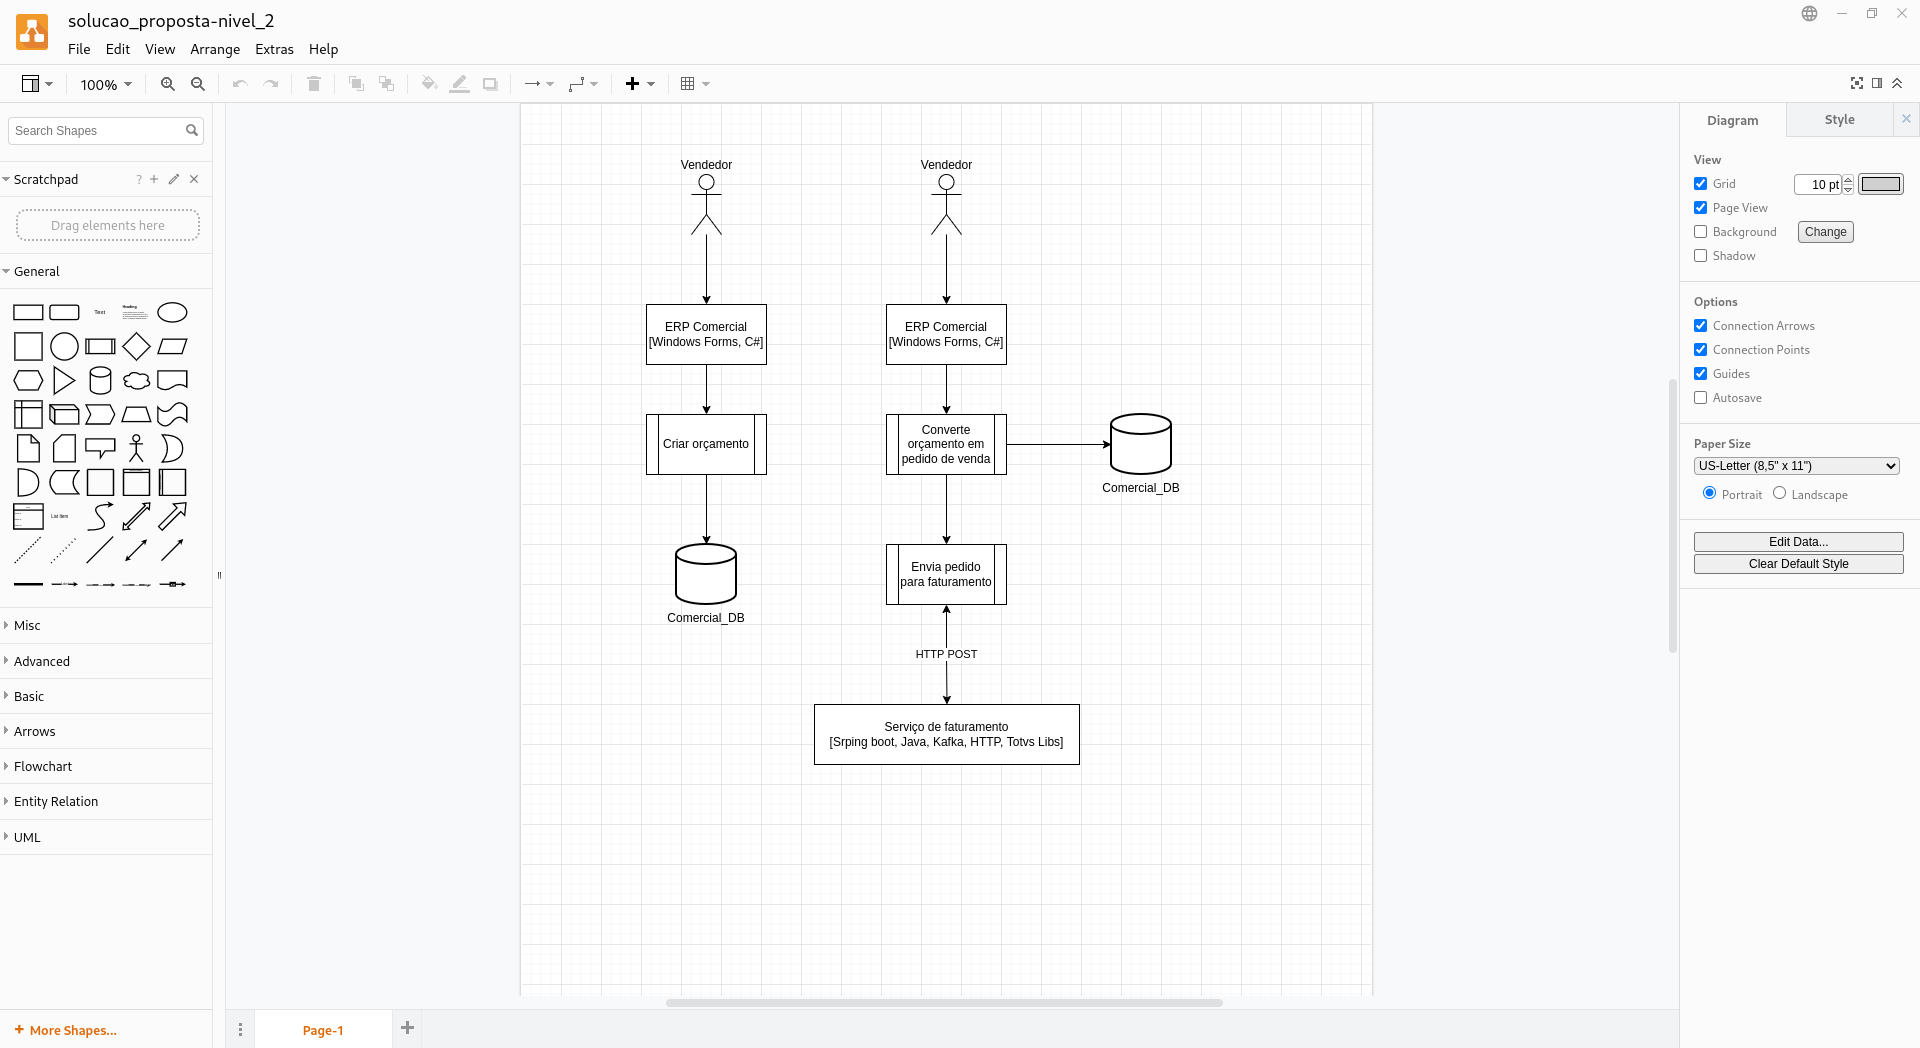 solucao_proposta-nivel_2
File Edit View Arrange Extras Help
100%
Search Shapes
Scratchpad
?
Drag elements here
General
Text
Heading
List Item
Misc
Advanced
Basic
Arrows
Flowchart
Entity Relation
UML
+ More Shapes...
Vendedor
ERP Comercial
[Windows Forms, C#]
Criar orçamento
Comercial_DB
Vendedor
ERP Comercial
[Windows Forms, C#]
Converte
orçamento em
pedido de venda
Comercial_DB
Envia pedido
para faturamento
HTTP POST
Serviço de faturamento
[Srping boot, Java, Kafka, HTTP, Totvs Libs]
Page-1
Diagram Style
View
Grid 10 pt
Page View
Background Change
Shadow
Options
Connection Arrows
Connection Points
Guides
Autosave
Paper Size
US-Letter (8,5" x 11")
Portrait Landscape
Edit Data...
Clear Default Style